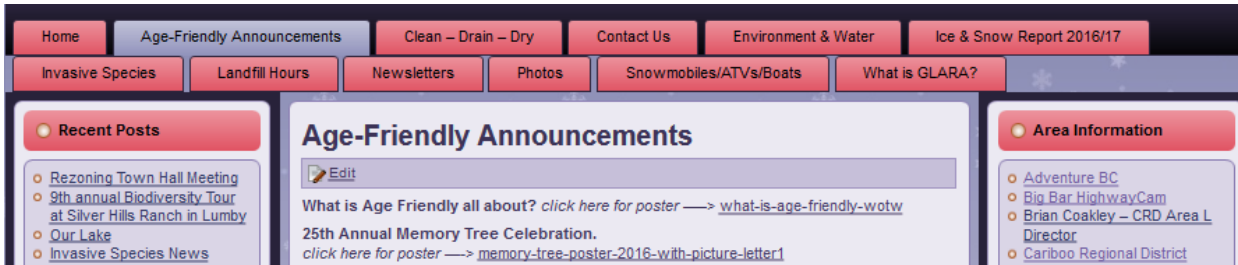 Home Age-Friendly Announcements Clean – Drain – Dry Contact Us Environment & Water Ice & Snow Report 2016/17
Invasive Species Landfill Hours Newsletters Photos Snowmobiles/ATVs/Boats What is GLARA?
Recent Posts
Rezoning Town Hall Meeting
9th annual Biodiversity Tour
at Silver Hills Ranch in Lumby
Our Lake
Invasive Species News
Age-Friendly Announcements
Edit
What is Age Friendly all about? click here for poster —–> what-is-age-friendly-wotw
25th Annual Memory Tree Celebration.
click here for poster —–> memory-tree-poster-2016-with-picture-letter1
Area Information
Adventure BC
Big Bar HighwayCam
Brian Coakley – CRD Area L
Director
Cariboo Regional District